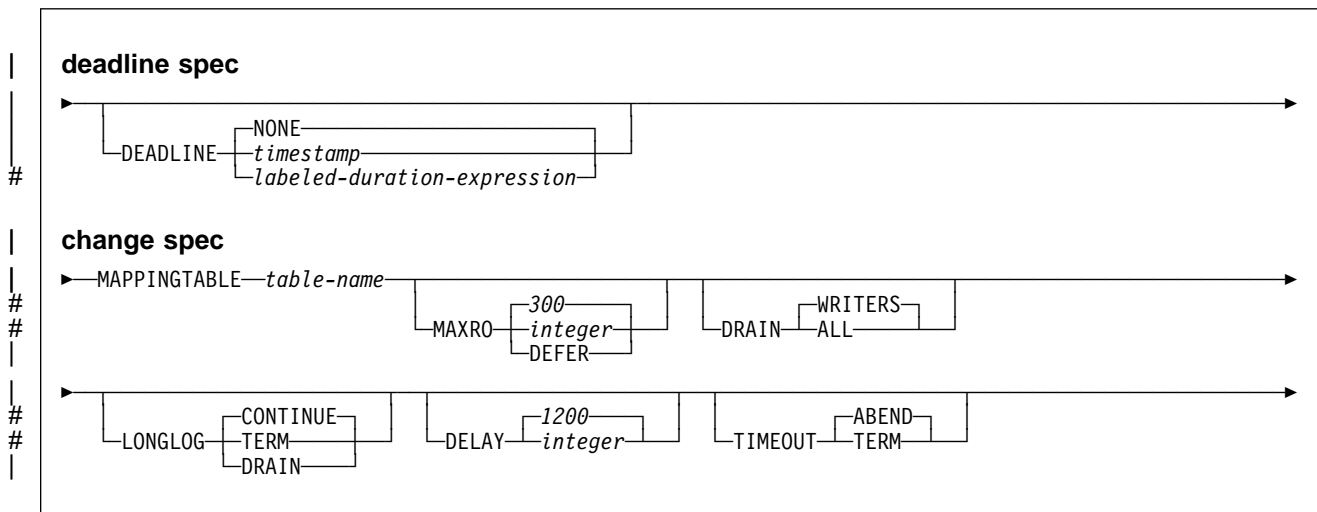 deadline spec
NONE
DEADLINE timestamp
labeled-duration-expression
change spec
MAPPINGTABLE table-name
300 WRITERS
MAXRO integer DRAIN ALL
DEFER
CONTINUE 1200 ABEND
LONGLOG TERM DELAY integer TIMEOUT TERM
DRAIN